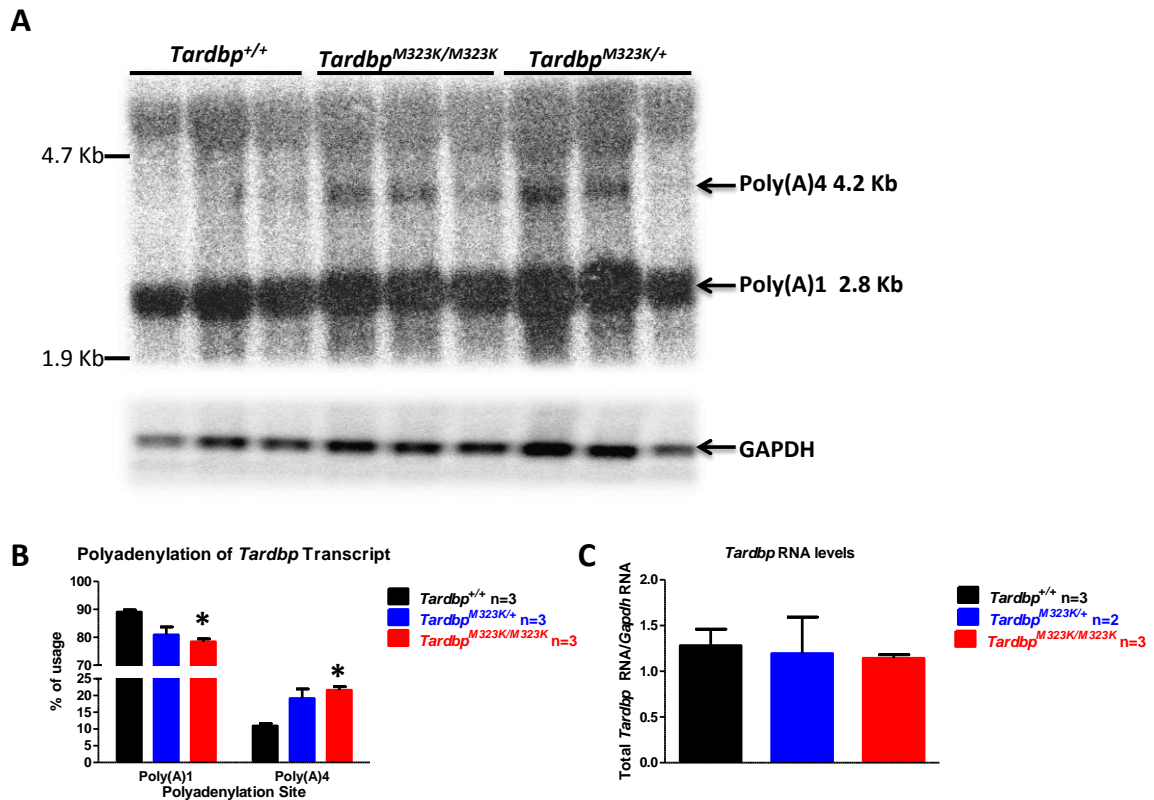 A
Tardbp+/+ TardbpM323K/M323K TardbpM323K/+
4.7 Kb
Poly(A)4 4.2 Kb
Poly(A)1 2.8 Kb
1.9 Kb
GAPDH
B
Polyadenylation of Tardbp Transcript
% of usage
100
90
80
70
25
20
15
10
5
0
*
*
Poly(A)1 Poly(A)4
Polyadenylation Site
Tardbp+/+ n=3
TardbpM323K/+ n=3
TardbpM323K/M323K n=3
C
Tardbp RNA levels
Total Tardbp RNA/Gapdh RNA
2.0
1.5
1.0
0.5
0.0
Tardbp+/+ n=3
TardbpM323K/+ n=2
TardbpM323K/M323K n=3